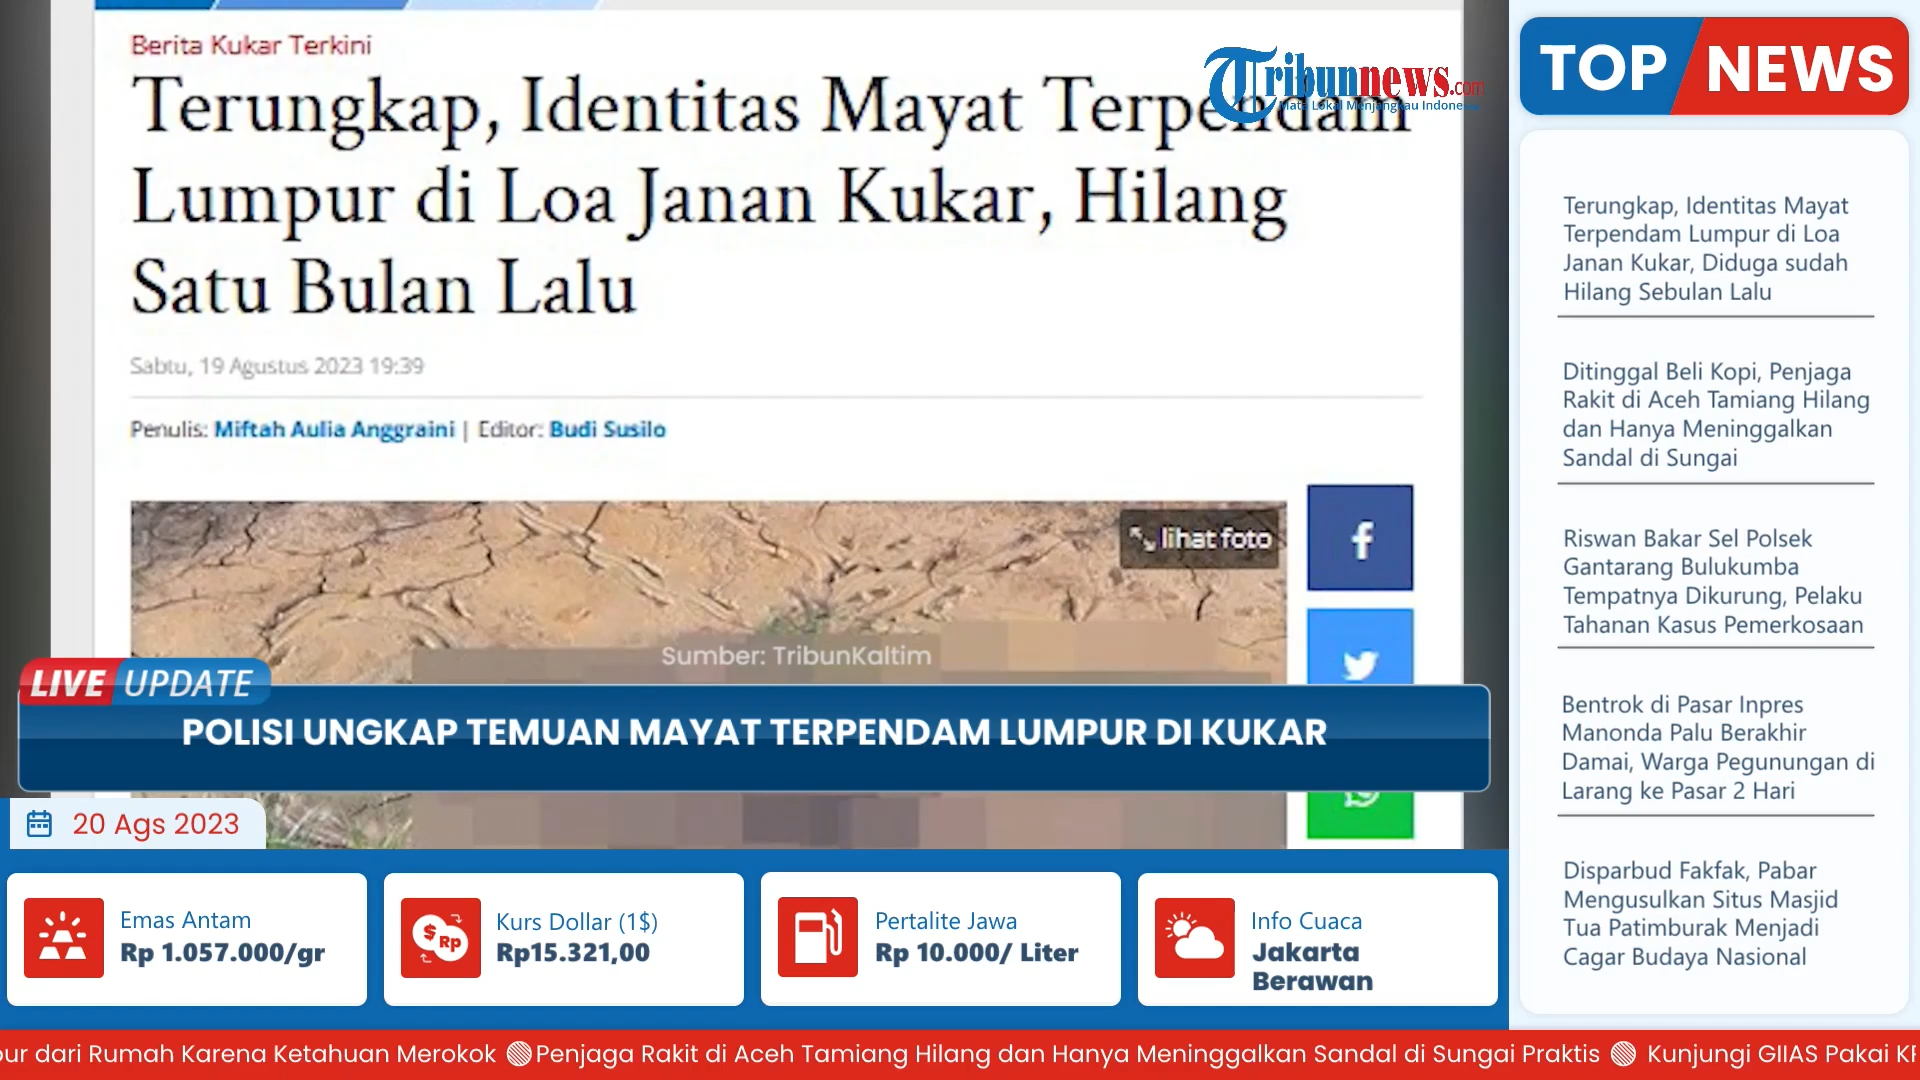 Berita Kukar Terkini
Terungkap, Identitas Mayat Terpendam
Lumpur di Loa Janan Kukar, Hilang
Satu Bulan Lalu
Tribunnews.com
Mata Lokal Menjangkau Indonesia
Sabtu, 19 Agustus 2023 19:39
Penulis: Miftah Aulia Anggraini | Editor: Budi Susilo
lihat foto
Sumber: TribunKaltim
LIVE UPDATE
POLISI UNGKAP TEMUAN MAYAT TERPENDAM LUMPUR DI KUKAR
20 Ags 2023
Emas Antam
Rp 1.057.000/gr
Kurs Dollar (1$)
Rp15.321,00
Pertalite Jawa
Rp 10.000/ Liter
Info Cuaca
Jakarta
Berawan
TOP NEWS
Terungkap, Identitas Mayat
Terpendam Lumpur di Loa
Janan Kukar, Diduga sudah
Hilang Sebulan Lalu
Ditinggal Beli Kopi, Penjaga
Rakit di Aceh Tamiang Hilang
dan Hanya Meninggalkan
Sandal di Sungai
Riswan Bakar Sel Polsek
Gantarang Bulukumba
Tempatnya Dikurung, Pelaku
Tahanan Kasus Pemerkosaan
Bentrok di Pasar Inpres
Manonda Palu Berakhir
Damai, Warga Pegunungan di
Larang ke Pasar 2 Hari
Disparbud Fakfak, Pabar
Mengusulkan Situs Masjid
Tua Patimburak Menjadi
Cagar Budaya Nasional
dari Rumah Karena Ketahuan Merokok Penjaga Rakit di Aceh Tamiang Hilang dan Hanya Meninggalkan Sandal di Sungai Praktis Kunjungi GIIAS Pakai